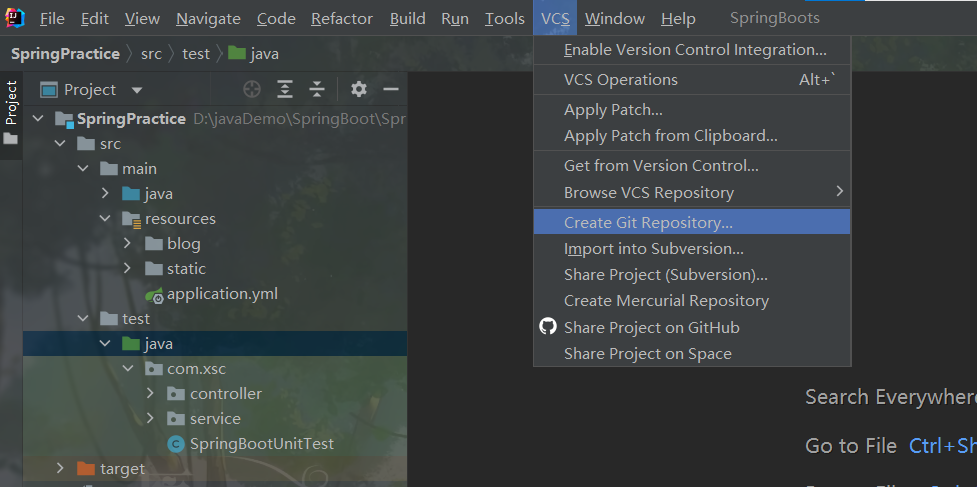 File Edit View Navigate Code Refactor Build Run Tools VCS Window Help SpringBoots
SpringPractice src test java
Project
Project
SpringPractice D:\javaDemo\SpringBoot\Spr
src
main
java
resources
blog
static
application.yml
test
java
com.xsc
controller
service
SpringBootUnitTest
target
Enable Version Control Integration...
VCS Operations Alt+`
Apply Patch...
Apply Patch from Clipboard...
Get from Version Control...
Browse VCS Repository
Create Git Repository...
Import into Subversion...
Share Project (Subversion)...
Create Mercurial Repository
Share Project on GitHub
Share Project on Space
Search Everywhere
Go to File Ctrl+Sh